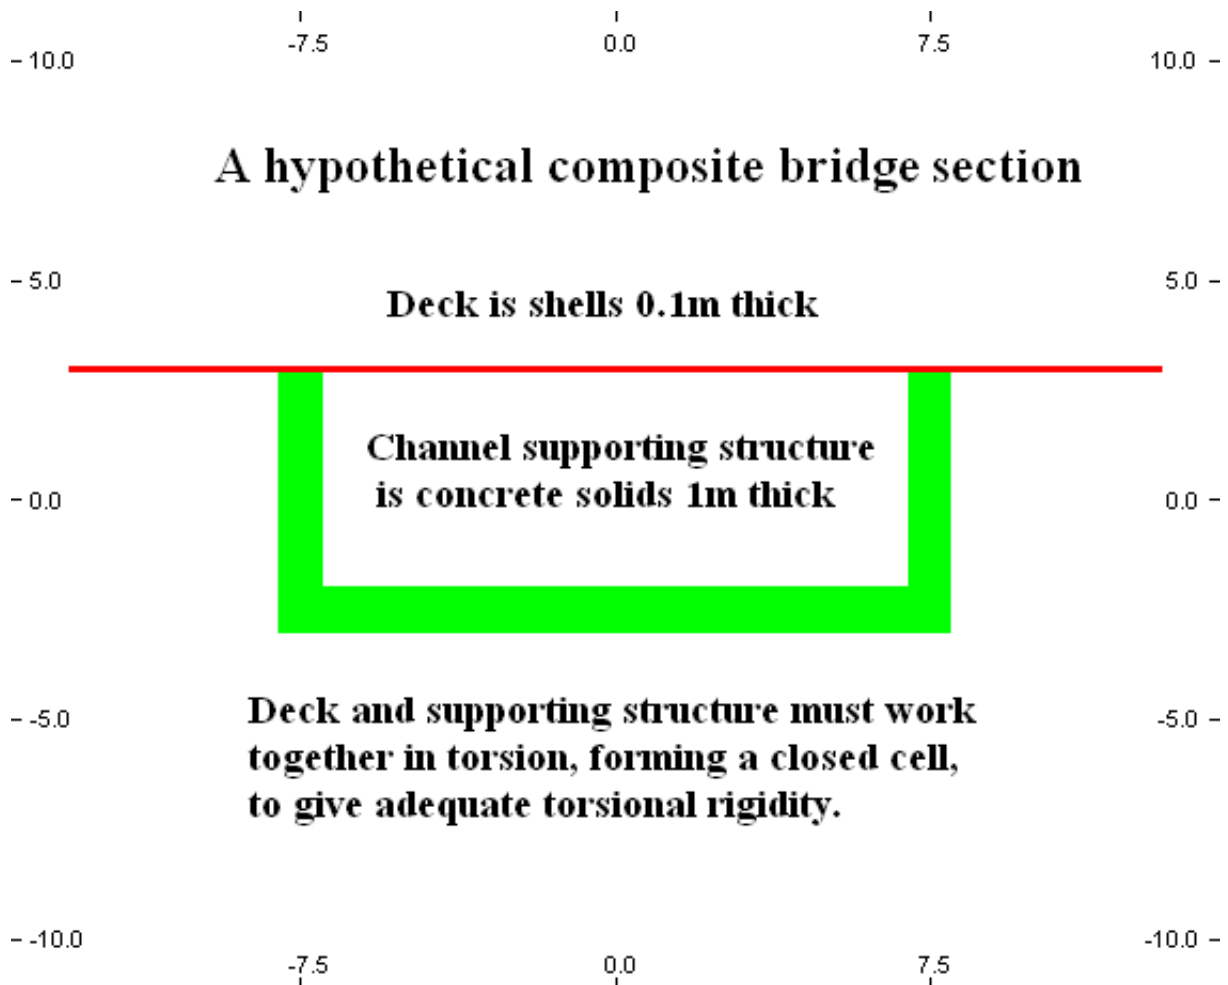 -7.5 0.0 7.5
10.0 10.0
A hypothetical composite bridge section
5.0 5.0
Deck is shells 0.1m thick
Channel supporting structure
is concrete solids 1m thick
0.0 0.0
Deck and supporting structure must work
-5.0 -5.0
together in torsion, forming a closed cell,
to give adequate torsional rigidity.
-10.0 -10.0
-7.5 0.0 7.5